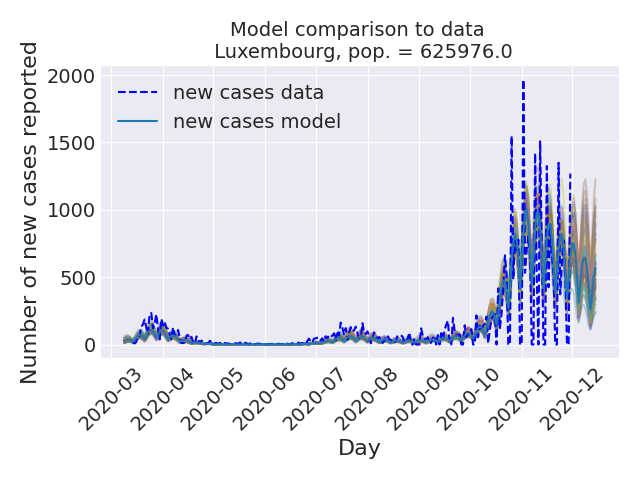 Model comparison to data
Luxembourg, pop. = 625976.0
Number of new cases reported
2000
1500
1000
500
0
new cases data
new cases model
2020-03
2020-04
2020-05
2020-06
2020-07
2020-08
2020-09
2020-10
2020-11
2020-12
Day